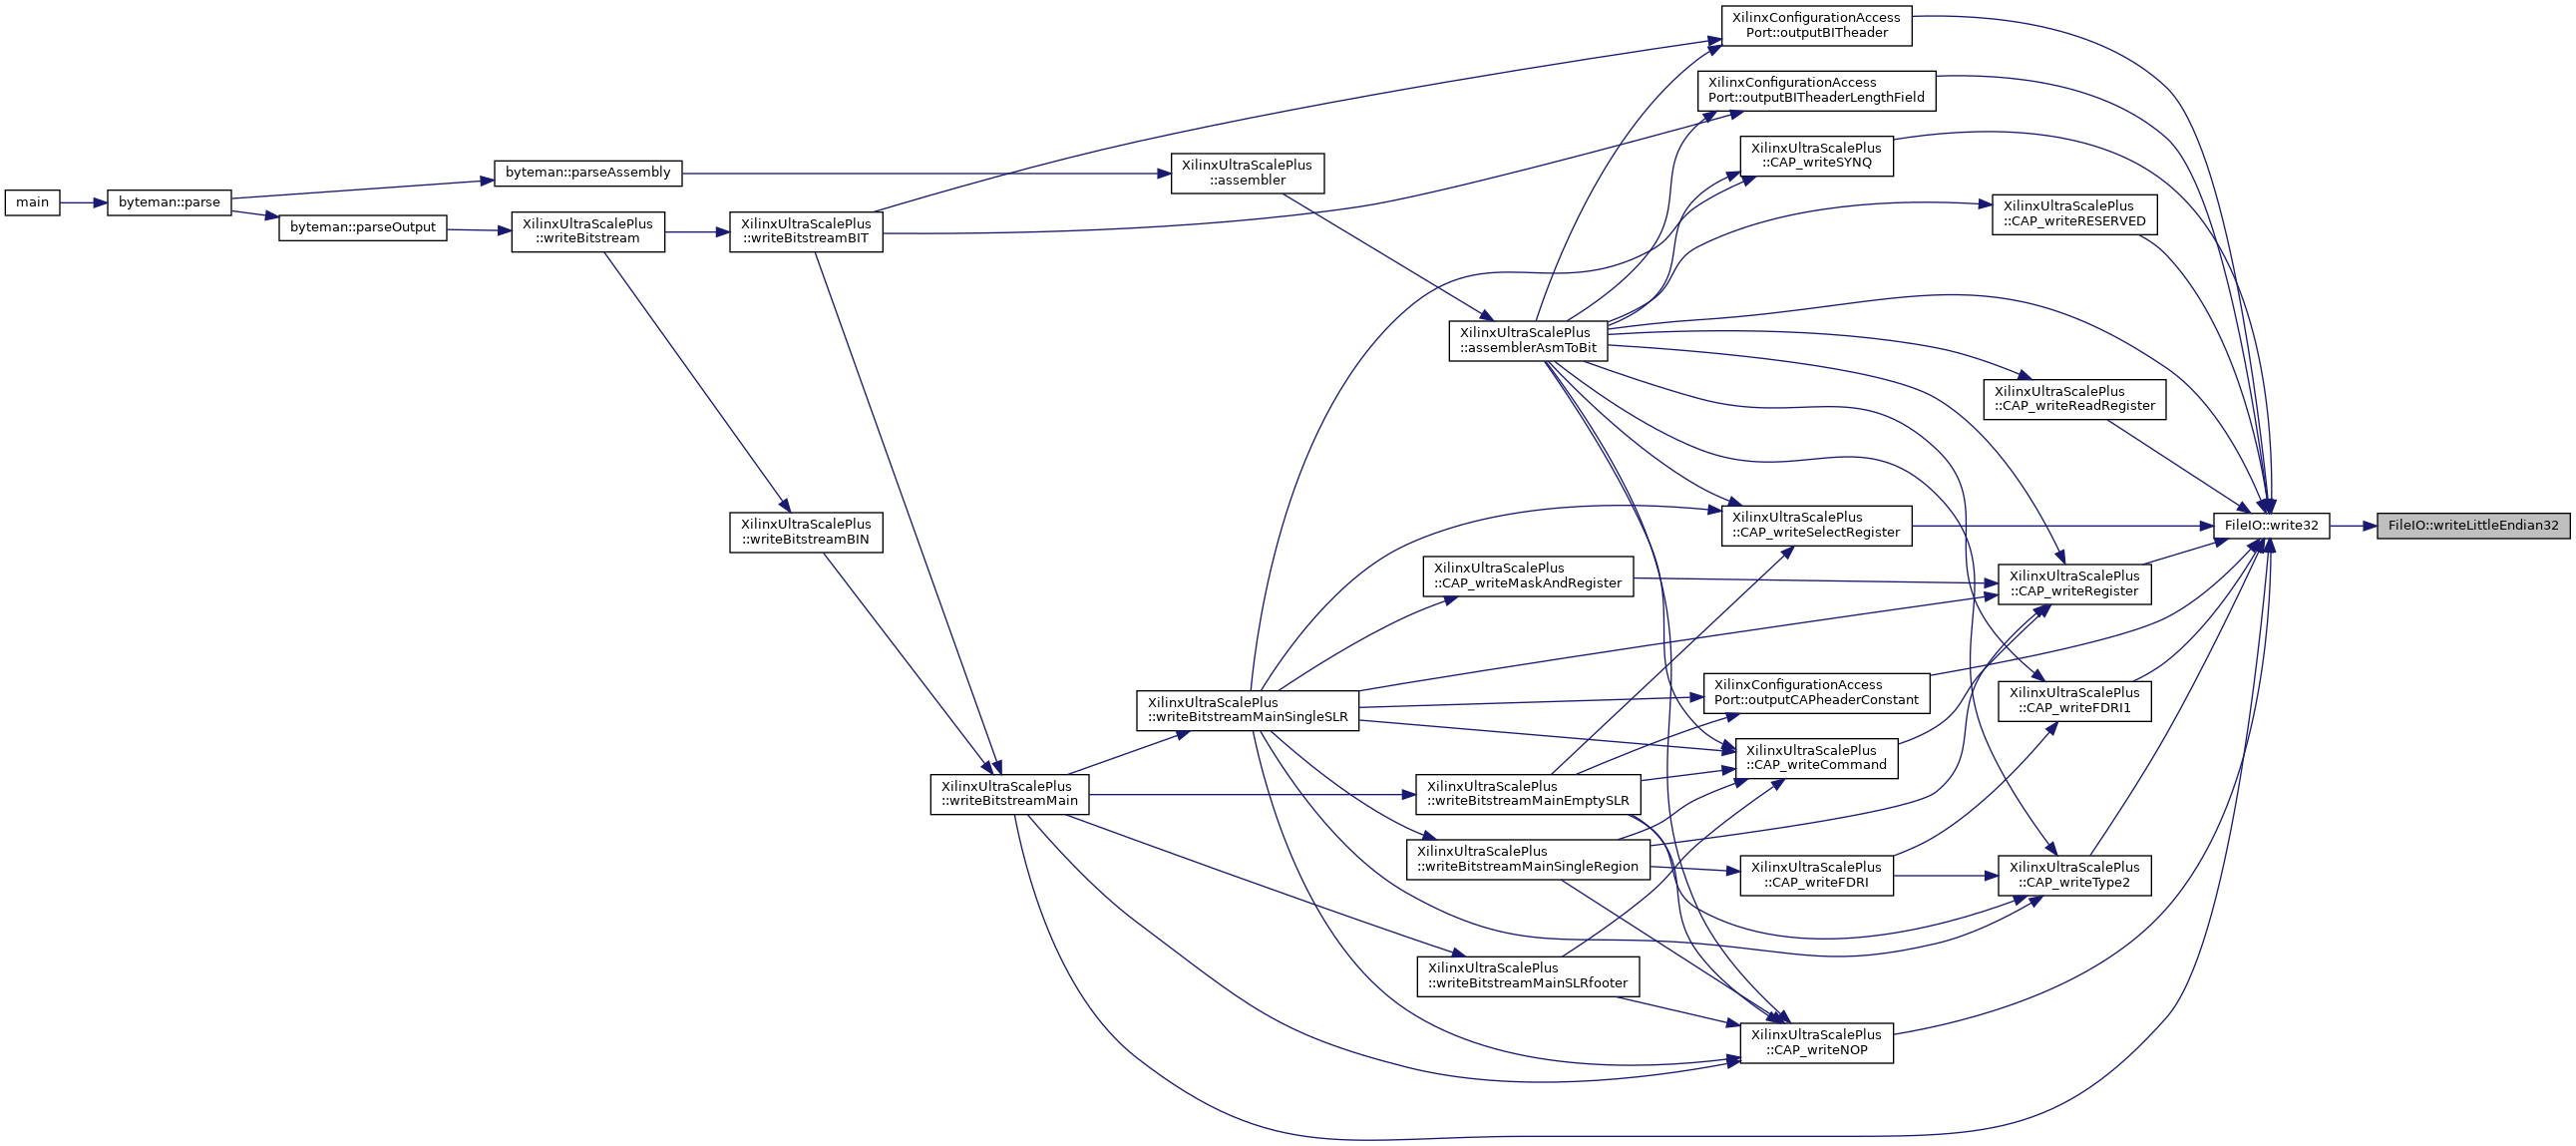 XilinxConfigurationAccess
Port::outputBITheader
XilinxConfigurationAccess
Port::outputBITheaderLengthField
XilinxUltraScalePlus
::CAP_writeSYNQ
byteman::parseAssembly
XilinxUltraScalePlus
::assembler
main
byteman::parse
byteman::parseOutput
XilinxUltraScalePlus
::writeBitstream
XilinxUltraScalePlus
::writeBitstreamBIT
XilinxUltraScalePlus
::CAP_writeRESERVED
XilinxUltraScalePlus
::assemblerAsmToBit
XilinxUltraScalePlus
::CAP_writeReadRegister
XilinxUltraScalePlus
::writeBitstreamBIN
XilinxUltraScalePlus
::CAP_writeSelectRegister
FileIO::write32
FileIO::writeLittleEndian32
XilinxUltraScalePlus
::CAP_writeMaskAndRegister
XilinxUltraScalePlus
::CAP_writeRegister
XilinxUltraScalePlus
::writeBitstreamMainSingleSLR
XilinxConfigurationAccess
Port::outputCAPheaderConstant
XilinxUltraScalePlus
::CAP_writeFDRI1
XilinxUltraScalePlus
::CAP_writeCommand
XilinxUltraScalePlus
::writeBitstreamMain
XilinxUltraScalePlus
::writeBitstreamMainEmptySLR
XilinxUltraScalePlus
::writeBitstreamMainSingleRegion
XilinxUltraScalePlus
::CAP_writeFDRI
XilinxUltraScalePlus
::CAP_writeType2
XilinxUltraScalePlus
::writeBitstreamMainSLRfooter
XilinxUltraScalePlus
::CAP_writeNOP